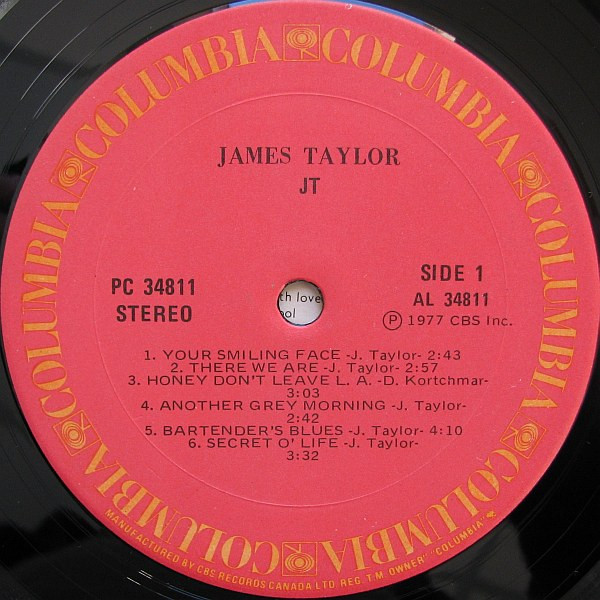 COLUMBIA COLUMBIA COLUMBIA COLUMBIA COLUMBIA COLUMBIA
JAMES TAYLOR
JT
PC 34811
STEREO
SIDE 1
AL 34811
Ⓟ 1977 CBS Inc.
th love
ool
1. YOUR SMILING FACE -J. Taylor- 2:43
2. THERE WE ARE -J. Taylor- 2:57
3. HONEY DON'T LEAVE L. A. -D. Kortchmar-
3:03
4. ANOTHER GREY MORNING -J. Taylor-
2:42
5. BARTENDER'S BLUES -J. Taylor- 4:10
6. SECRET O' LIFE -J. Taylor-
3:32
MANUFACTURED BY CBS RECORDS CANADA LTD. REG. T.M. OWNER "COLUMBIA"